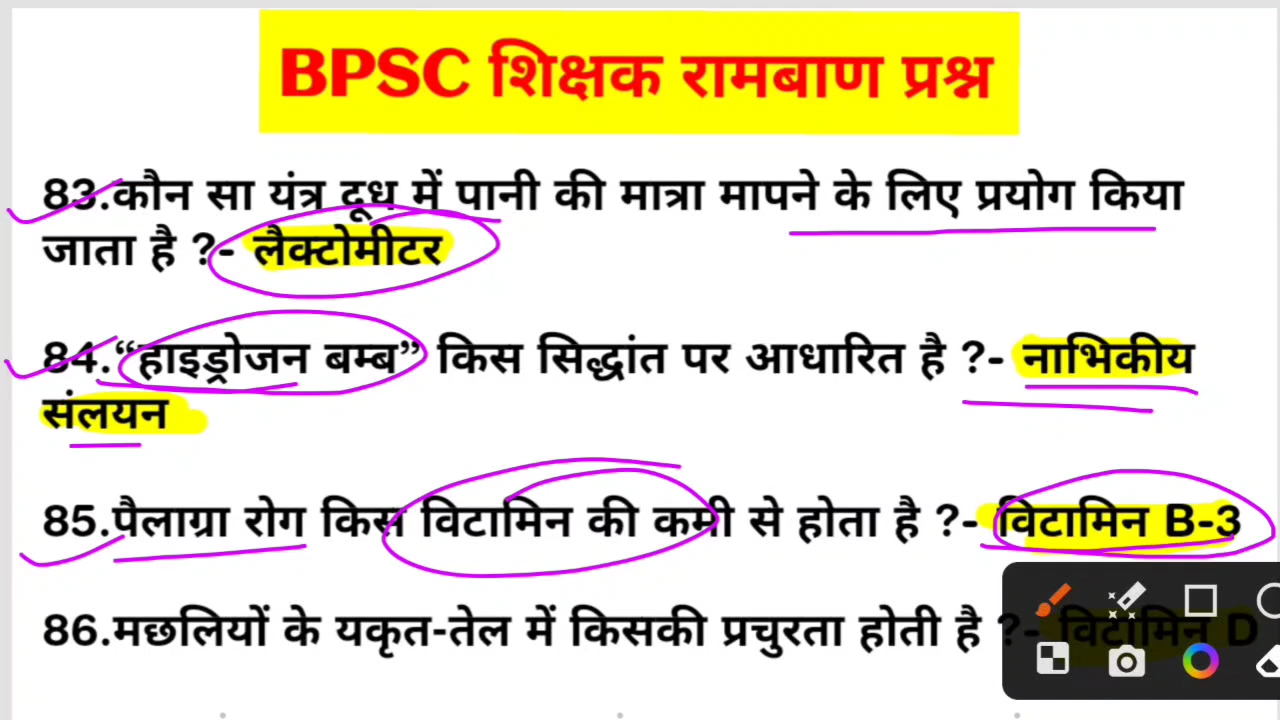 BPSC शिक्षक रामबाण प्रश्न
83.कौन सा यंत्र दूध में पानी की मात्रा मापने के लिए प्रयोग किया
जाता है ?- लैक्टोमीटर
84.“हाइड्रोजन बम्ब” किस सिद्धांत पर आधारित है ?- नाभिकीय
संलयन
85.पैलाग्रा रोग किस विटामिन की कमी से होता है ?- विटामिन B-3
86.मछलियों के यकृत-तेल में किसकी प्रचुरता होती है ?- विटामिन D